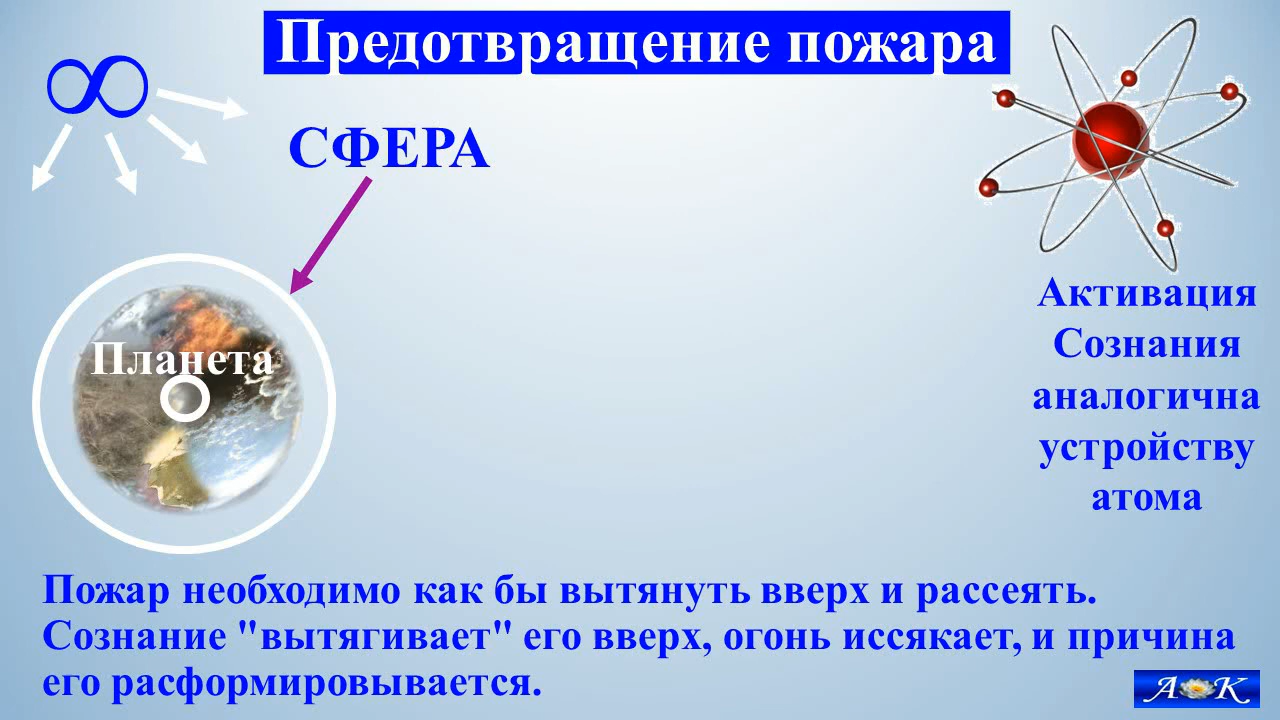 Предотвращение пожара
∞
СФЕРА
Планета
Активация
Сознания
аналогична
устройству
атома
Пожар необходимо как бы вытянуть вверх и рассеять.
Сознание "вытягивает" его вверх, огонь иссякает, и причина
его расформировывается.
А К